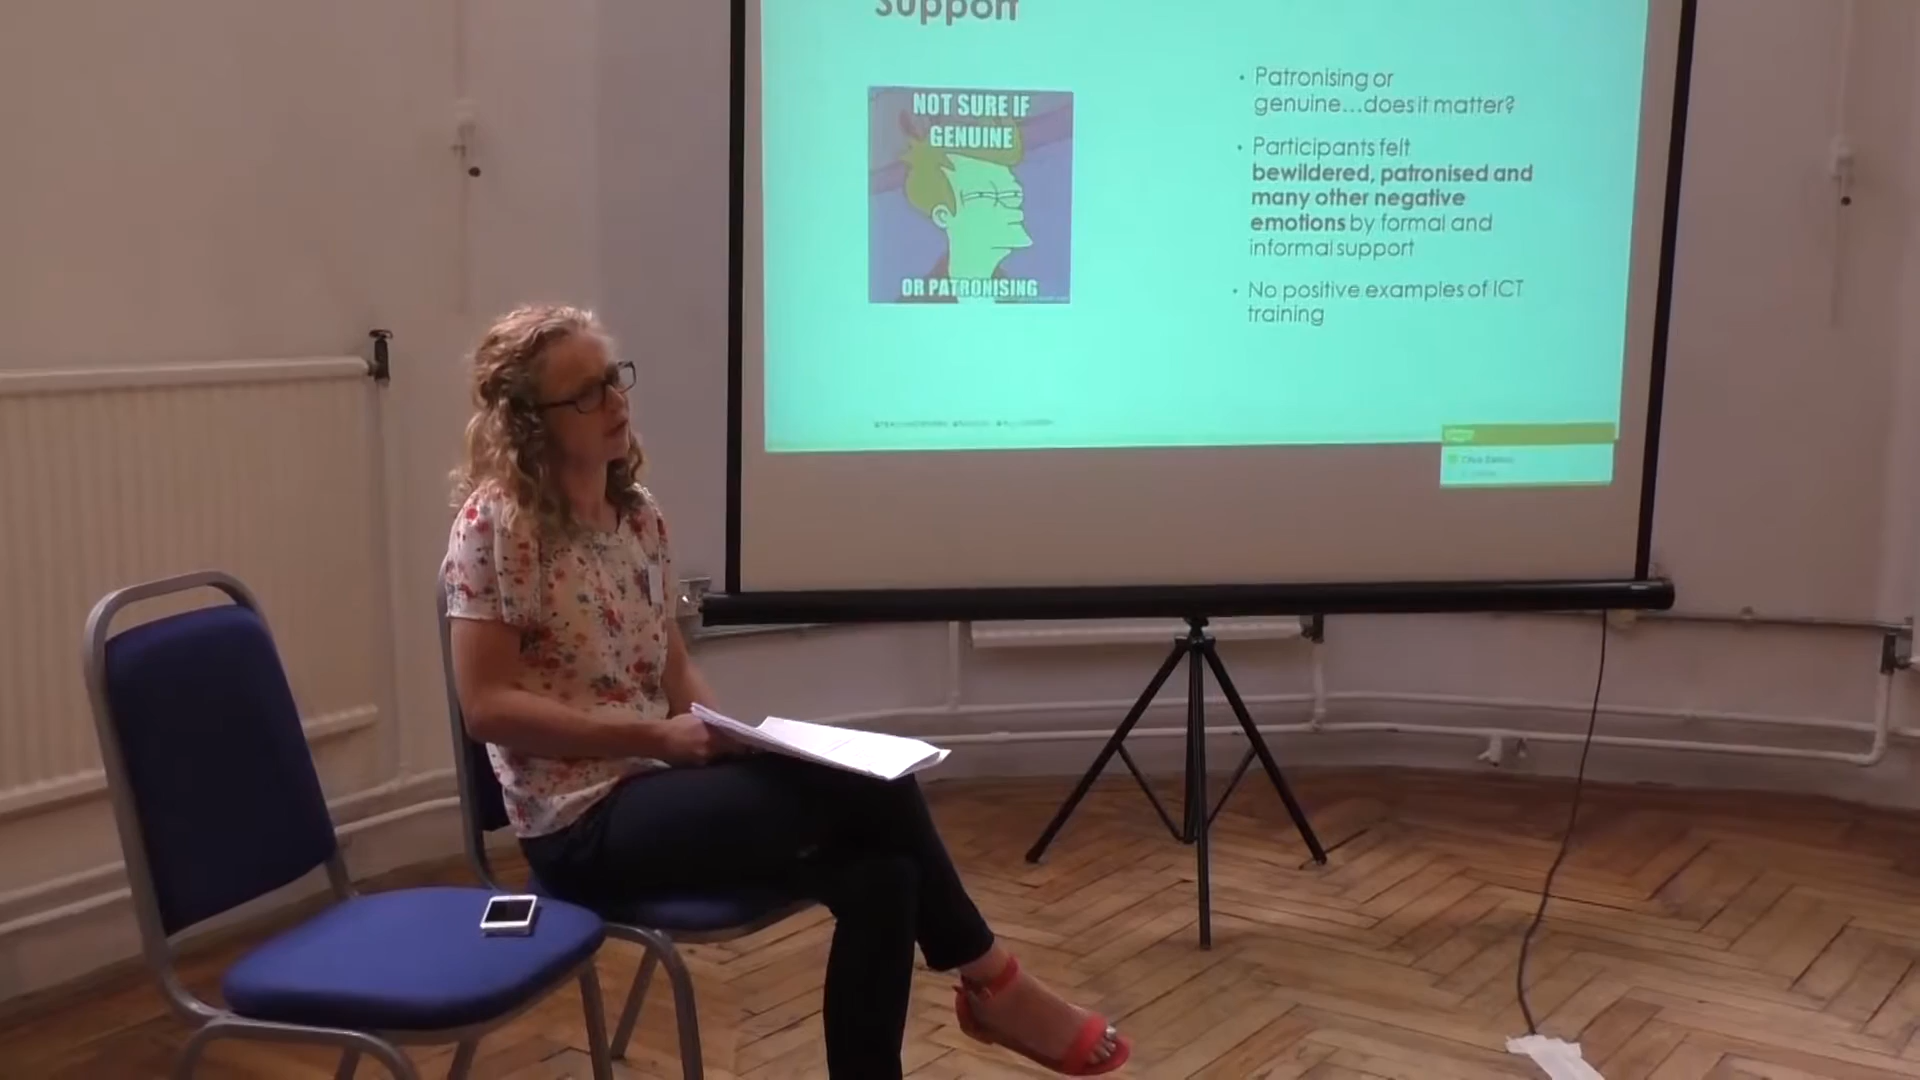 Support
NOT SURE IF
GENUINE
OR PATRONISING
• Patronising or
genuine...does it matter?
• Participants felt
bewildered, patronised and
many other negative
emotions by formal and
informal support
• No positive examples of ICT
training